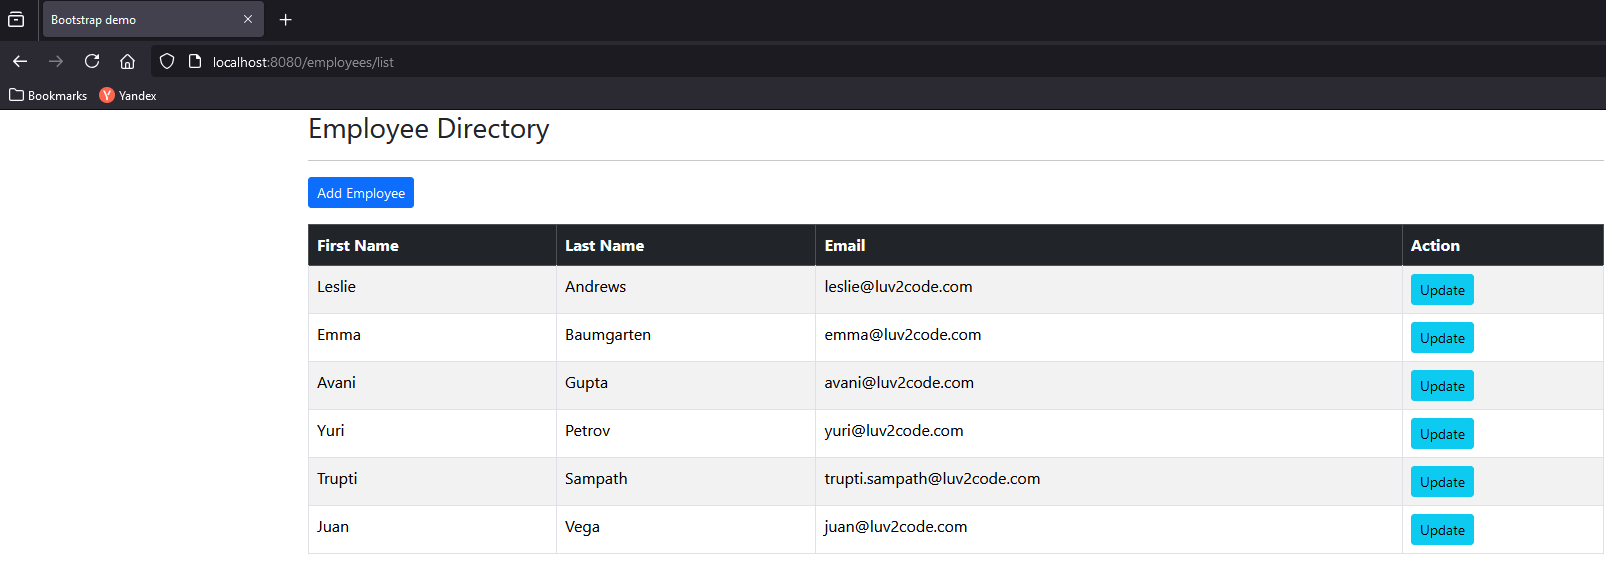 Bootstrap demo
localhost:8080/employees/list
Bookmarks Y Yandex
Employee Directory
Add Employee
First Name Last Name Email Action
Leslie Andrews leslie@luv2code.com Update
Emma Baumgarten emma@luv2code.com Update
Avani Gupta avani@luv2code.com Update
Yuri Petrov yuri@luv2code.com Update
Trupti Sampath trupti.sampath@luv2code.com Update
Juan Vega juan@luv2code.com Update